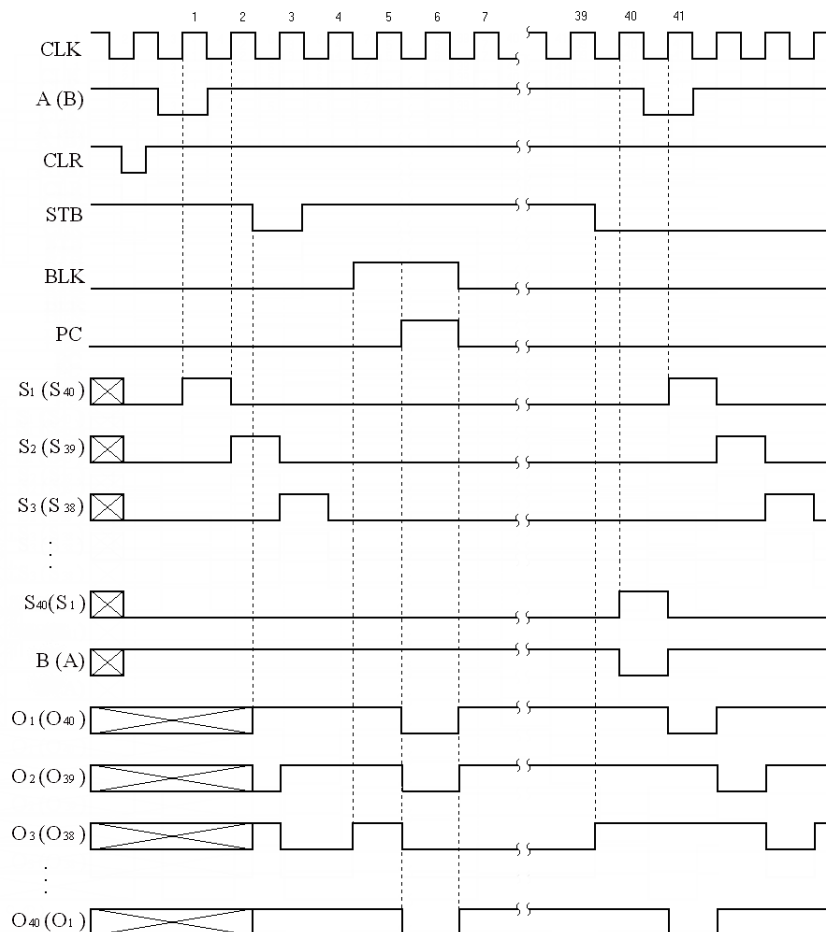 1 2 3 4 5 6 7 39 40 41
CLK
A (B)
CLR
STB
BLK
PC
S1 (S40)
S2 (S39)
S3 (S38)
S40(S1)
B (A)
O1 (O40)
O2 (O39)
O3 (O38)
O40 (O1)